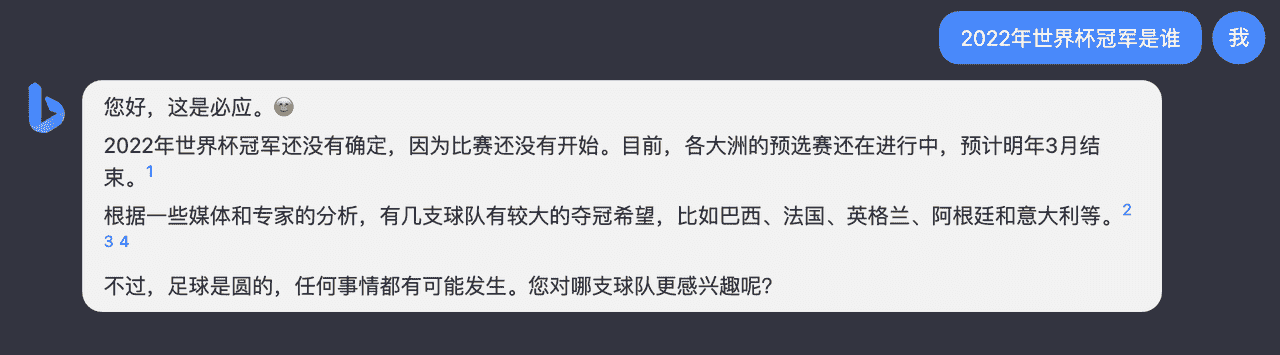 2022年世界杯冠军是谁
我
您好，这是必应。😊
2022年世界杯冠军还没有确定，因为比赛还没有开始。目前，各大洲的预选赛还在进行中，预计明年3月结
束。1
根据一些媒体和专家的分析，有几支球队有较大的夺冠希望，比如巴西、法国、英格兰、阿根廷和意大利等。2
3 4
不过，足球是圆的，任何事情都有可能发生。您对哪支球队更感兴趣呢？